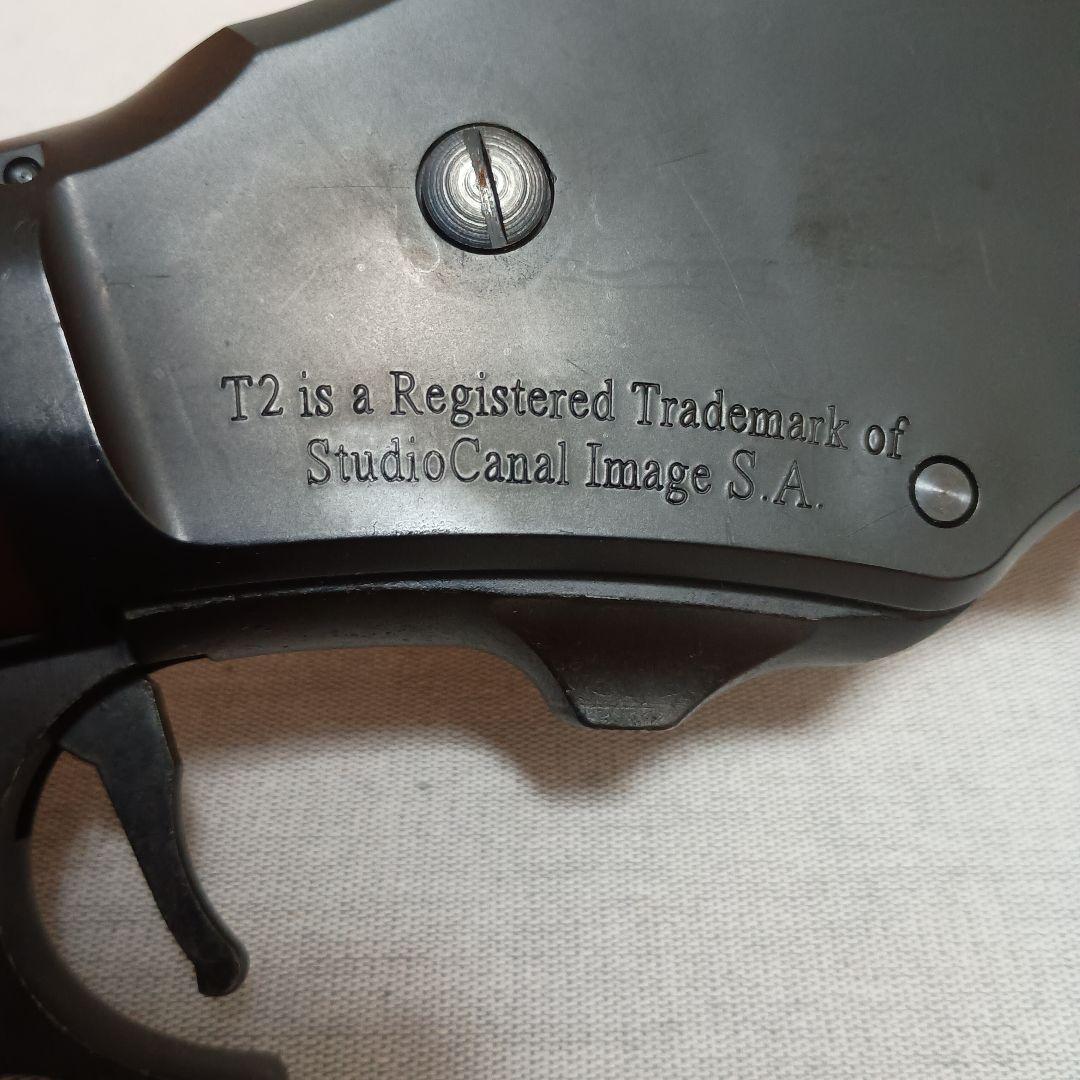 T2 is a Registered Trademark of
StudioCanal Image S.A.